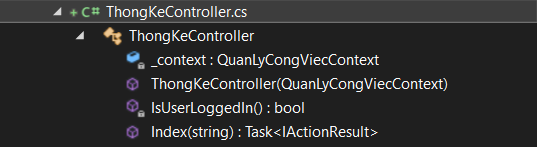 C# ThongKeController.cs
ThongKeController
_context : QuanLyCongViecContext
ThongKeController(QuanLyCongViecContext)
IsUserLoggedIn() : bool
Index(string) : Task<IActionResult>